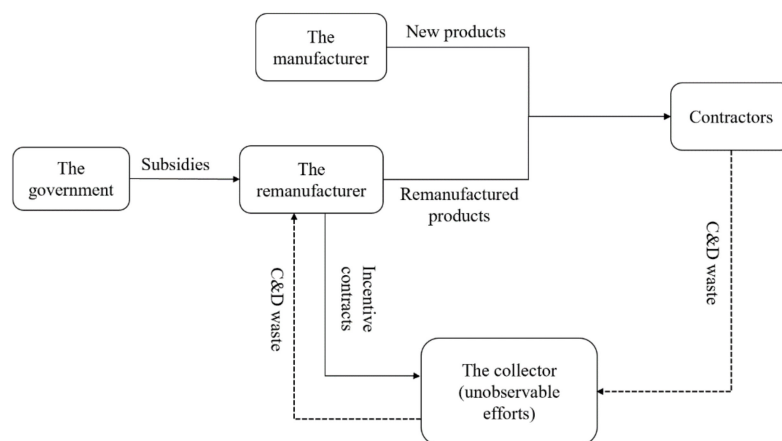 The
manufacturer
New products
Contractors
The
government
Subsidies
The
remanufacturer
Remanufactured
products
C&D waste
Incentive
contracts
C&D waste
The collector
(unobservable
efforts)